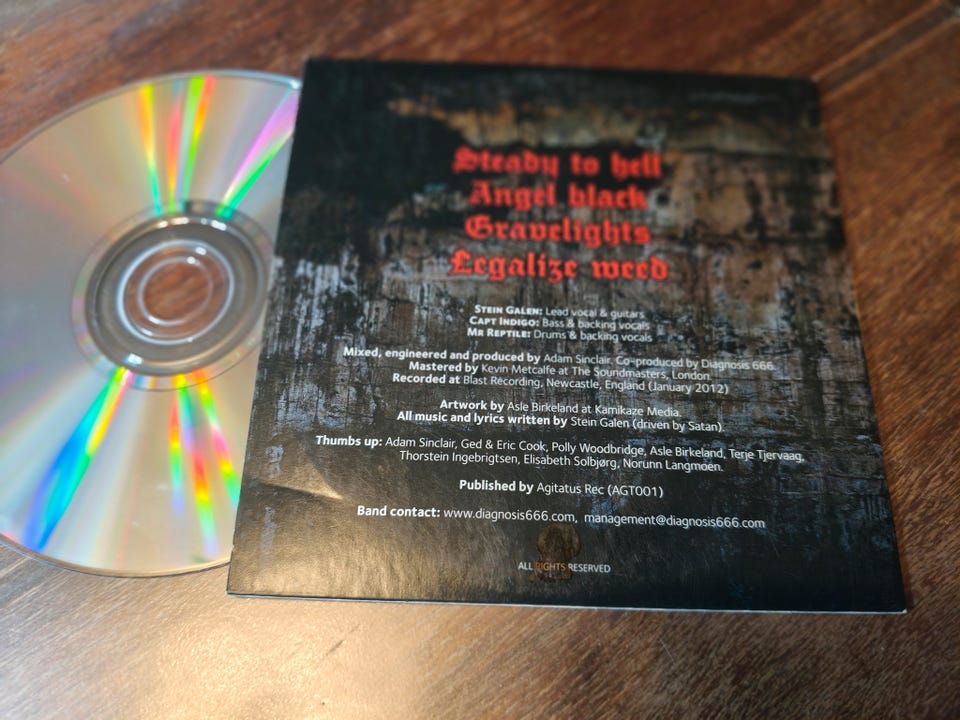 Steady to hell
Angel black
Gravelights
Legalize weed
STEIN GALEN: Lead vocal & guitars
CAPT INDIGO: Bass & backing vocals
MR REPTILE: Drums & backing vocals
Mixed, engineered and produced by Adam Sinclair, Co-produced by Diagnosis 666.
Mastered by Kevin Metcalfe at The Soundmasters, London.
Recorded at Blast Recording, Newcastle, England (January 2012)
Artwork by Asle Birkeland at Kamikaze Media.
All music and lyrics written by Stein Galen (driven by Satan).
Thumbs up: Adam Sinclair, Ged & Eric Cook, Polly Woodbridge, Asle Birkeland, Terje Tjervaag,
Thorstein Ingebrigtsen, Elisabeth Solbjørg, Norunn Langmoen.
Published by Agitatus Rec (AGT001)
Band contact: www.diagnosis666.com, management@diagnosis666.com
ALL RIGHTS RESERVED